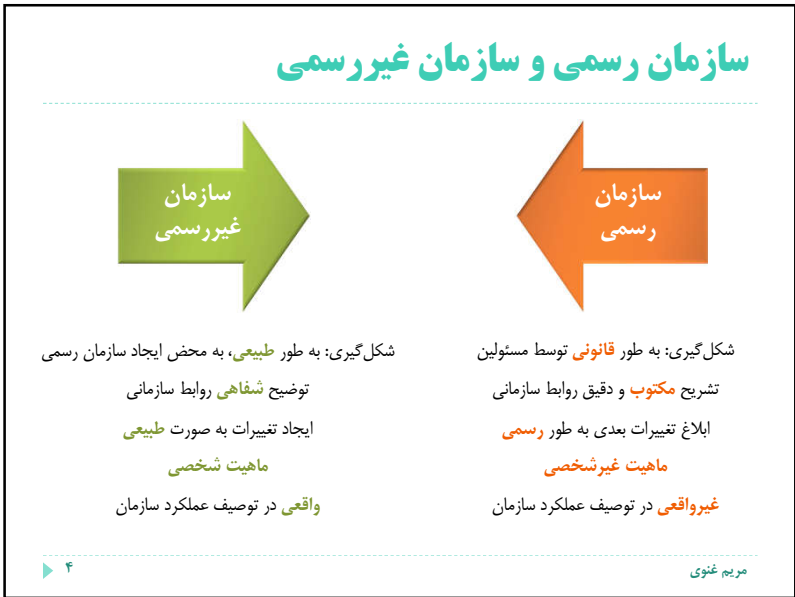 سازمان رسمی و سازمان غیررسمی
سازمان
رسمی
شکل‌گیری: به طور قانونی توسط مسئولین
تشریح مکتوب و دقیق روابط سازمانی
ابلاغ تغییرات بعدی به طور رسمی
ماهیت غیرشخصی
غیرواقعی در توصیف عملکرد سازمان
سازمان
غیررسمی
شکل‌گیری: به طور طبیعی، به محض ایجاد سازمان رسمی
توضیح شفاهی روابط سازمانی
ایجاد تغییرات به صورت طبیعی
ماهیت شخصی
واقعی در توصیف عملکرد سازمان
مریم غنوی
۴